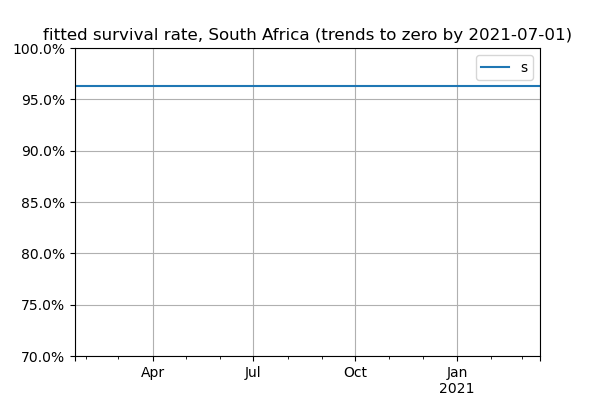 fitted survival rate, South Africa (trends to zero by 2021-07-01)
100.0%
s
95.0%
90.0%
85.0%
80.0%
75.0%
70.0%
Apr Jul Oct Jan
2021